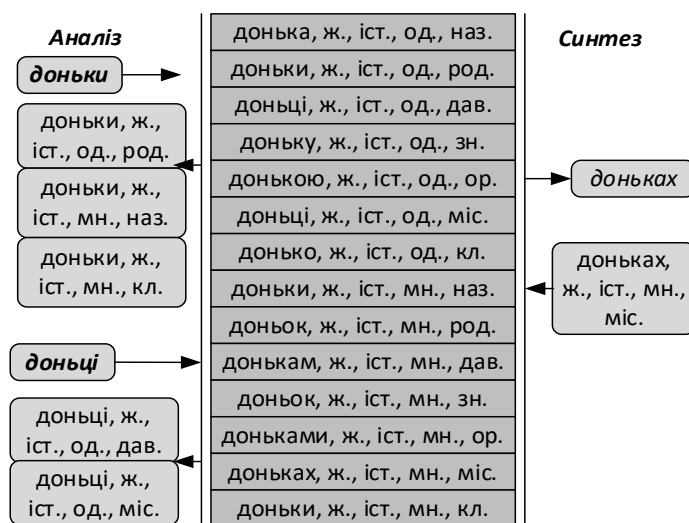 Аналіз
доньки
доньки, ж.,
іст., од., род.
доньки, ж.,
іст., мн., наз.
доньки, ж.,
іст., мн., кл.
доньці
доньці, ж.,
іст., од., дав.
доньці, ж.,
іст., од., міс.
донька, ж., іст., од., наз.
доньки, ж., іст., од., род.
доньці, ж., іст., од., дав.
доньку, ж., іст., од., зн.
донькою, ж., іст., од., ор.
доньці, ж., іст., од., міс.
донько, ж., іст., од., кл.
доньки, ж., іст., мн., наз.
доньок, ж., іст., мн., род.
донькам, ж., іст., мн., дав.
доньок, ж., іст., мн., зн.
доньками, ж., іст., мн., ор.
доньках, ж., іст., мн., міс.
доньки, ж., іст., мн., кл.
Синтез
доньках
доньках,
ж., іст., мн.,
міс.